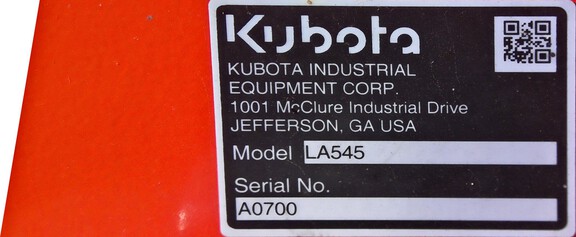 Kubota
KUBOTA INDUSTRIAL
EQUIPMENT CORP.
1001 McClure Industrial Drive
JEFFERSON, GA USA
Model LA545
Serial No.
A0700